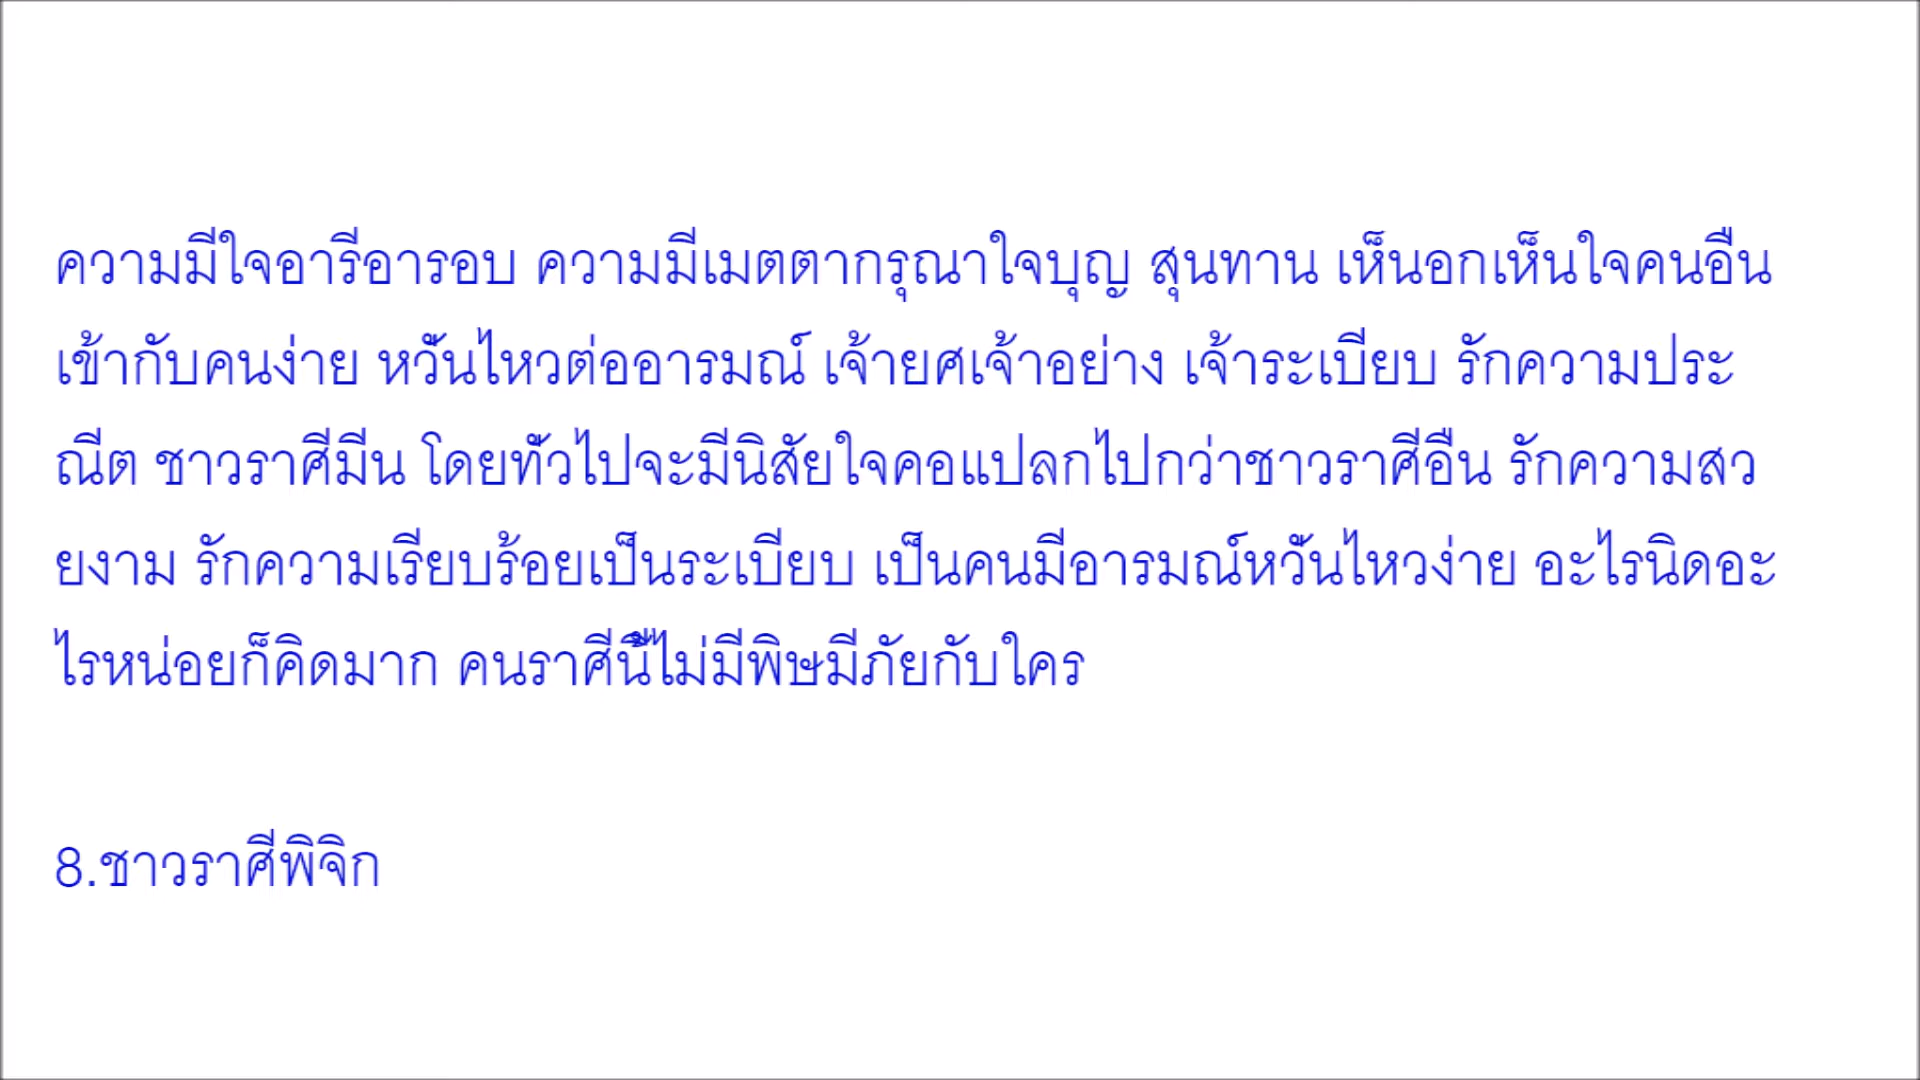 ความมีใจอารีอารอบ ความมีเมตตากรุณาใจบุญ สุนทาน เห็นอกเห็นใจคนอื่น
เข้ากับคนง่าย หวั่นไหวต่ออารมณ์ เจ้ายศเจ้าอย่าง เจ้าระเบียบ รักความประ
ณีต ชาวราศีมีน โดยทั่วไปจะมีนิสัยใจคอแปลกไปกว่าชาวราศีอื่น รักความสว
ยงาม รักความเรียบร้อยเป็นระเบียบ เป็นคนมีอารมณ์หวั่นไหวง่าย อะไรนิดอะ
ไรหน่อยก็คิดมาก คนราศีนี้ไม่มีพิษมีภัยกับใคร
8.ชาวราศีพิจิก